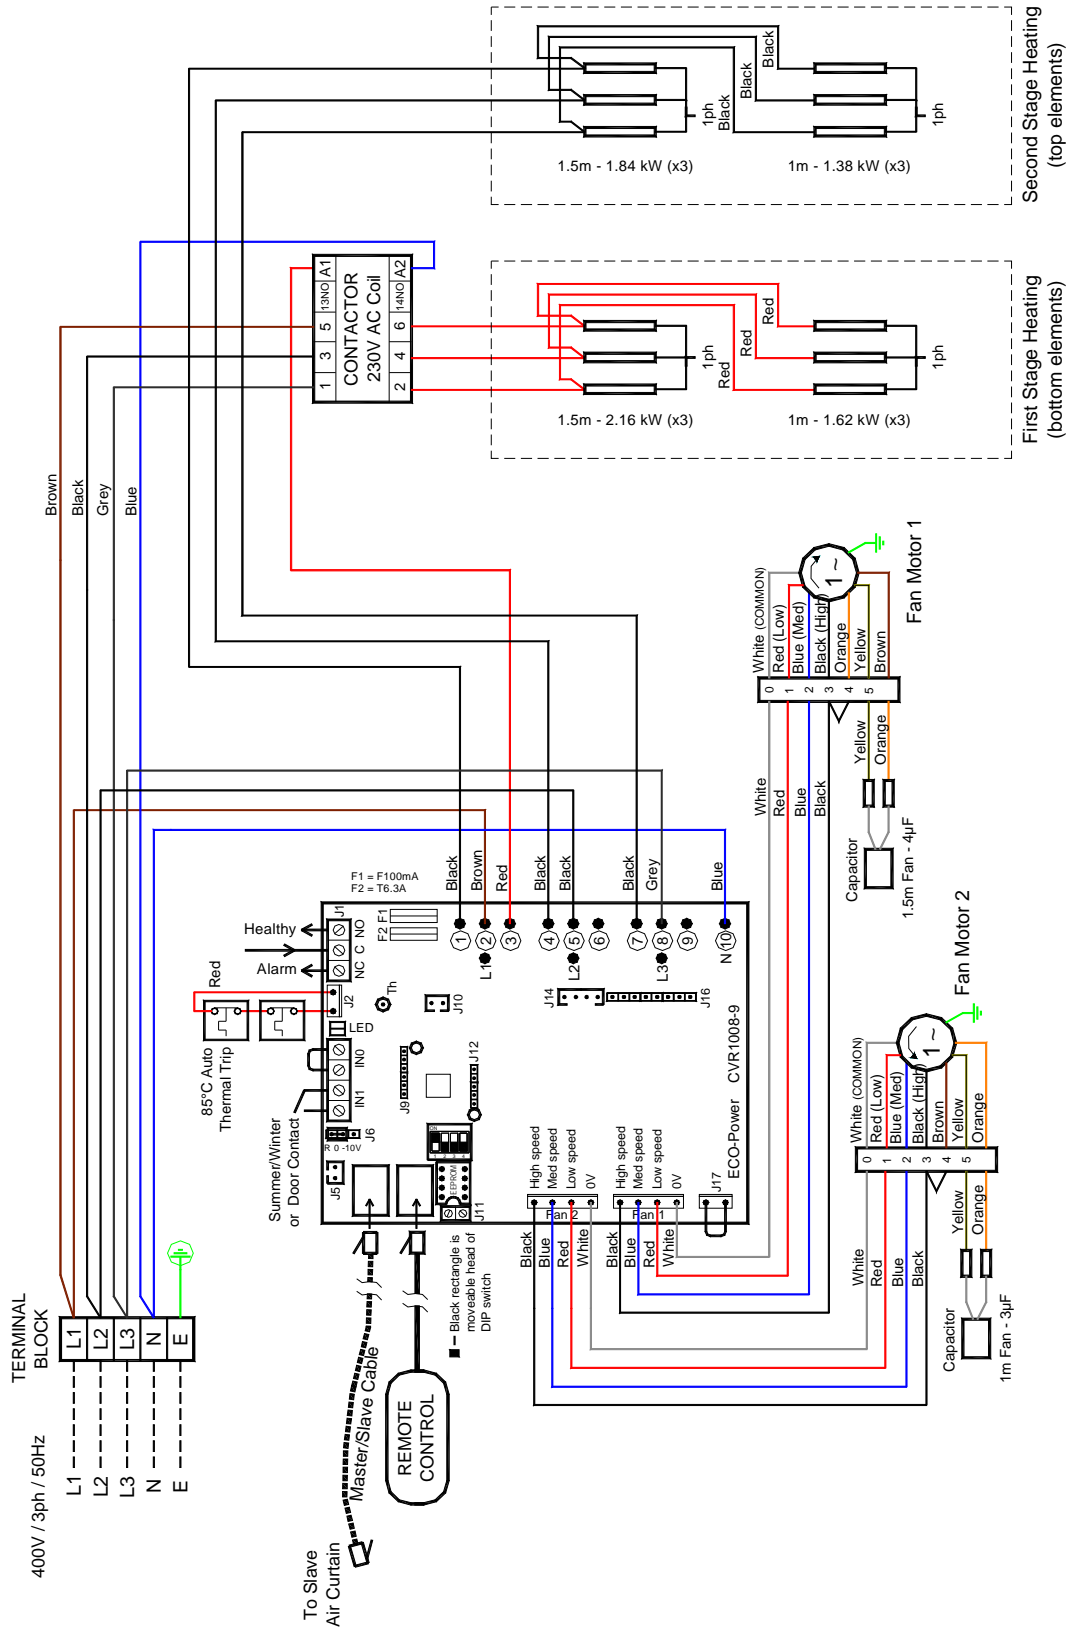 400V / 3ph / 50Hz
TERMINAL
BLOCK
L1
L2
L3
N
E
L1
L2
L3
N
E
Brown
Black
Grey
Blue
CONTACTOR
230V AC Coil
1
3
5
13NO
A1
2
4
6
14NO
A2
Second Stage Heating
(top elements)
1.5m - 1.84 kW (x3)
1m - 1.38 kW (x3)
1ph
1ph
Black
Black
Black
First Stage Heating
(bottom elements)
1.5m - 2.16 kW (x3)
1m - 1.62 kW (x3)
1ph
1ph
Red
Red
Red
F1 = F100mA
F2 = T6.3A
Healthy
Alarm
Red
85°C Auto
Thermal Trip
Summer/Winter
or Door Contact
J1
NO
C
NC
F2
F1
J2
LED
IN0
IN1
J6
R 0 -10V
J5
Th
J10
J9
J12
ON
1 2 3 4
EEPROM
J11
J14
J16
J17
ECO-Power CVR1008-9
1
2
3
4
5
6
7
8
9
10
L1
L2
L3
N
Black
Brown
Red
Black
Black
Black
Grey
Blue
High speed
Med speed
Low speed
0V
Fan 2
High speed
Med speed
Low speed
0V
Fan 1
Black
Blue
Red
White
Black
Blue
Red
White
Black rectangle is
moveable head of
DIP switch
Master/Slave Cable
REMOTE
CONTROL
To Slave
Air Curtain
Fan Motor 1
White (COMMON)
Red (Low)
Blue (Med)
Black (High)
Orange
Yellow
Brown
1 ~
0
1
2
3
4
5
White
Red
Blue
Black
Yellow
Orange
Capacitor
1.5m Fan - 4µF
Fan Motor 2
White (COMMON)
Red (Low)
Blue (Med)
Black (High)
Brown
Yellow
Orange
1 ~
0
1
2
3
4
5
White
Red
Blue
Black
Yellow
Orange
Capacitor
1m Fan - 3µF